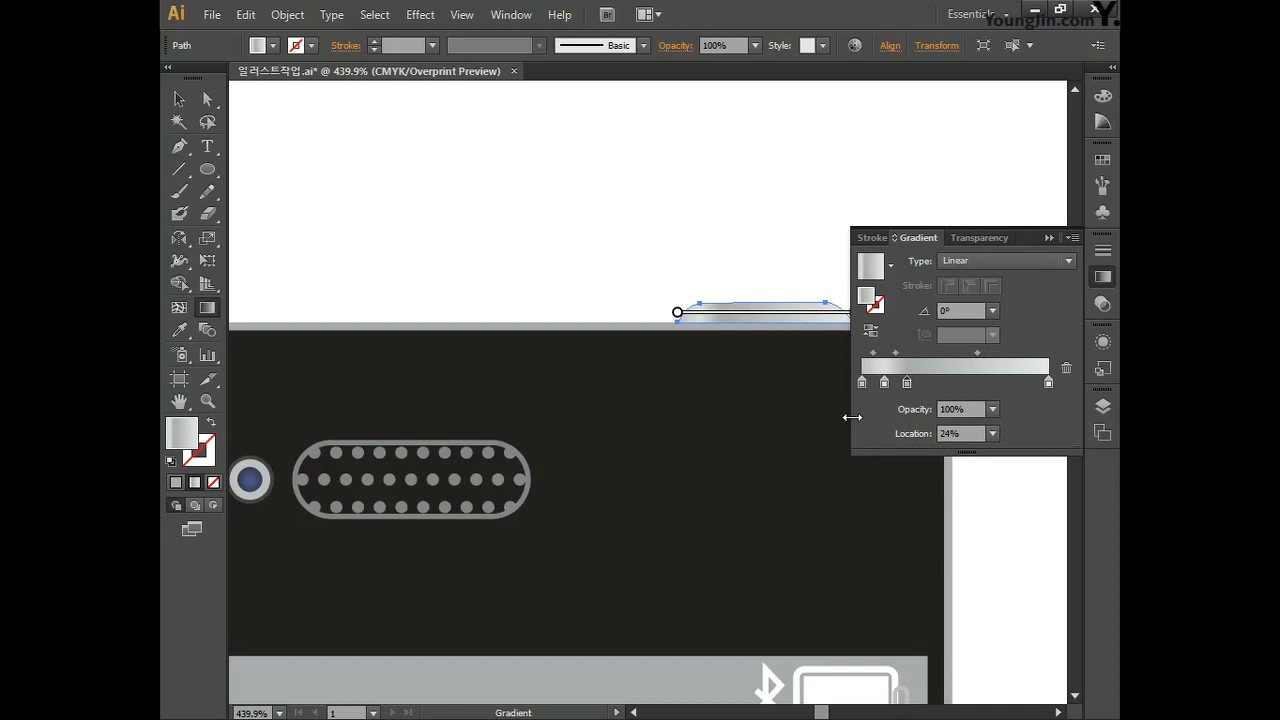 Ai File Edit Object Type Select Effect View Window Help Br Essentials
YoungJin.com Y.
Path Stroke: Basic Opacity: 100% Style: Align Transform
일러스트작업.ai* @ 439.9% (CMYK/Overprint Preview) ×
Stroke Gradient Transparency
Type: Linear
Stroke:
0°
Opacity: 100%
Location: 24%
439.9% 1 Gradient